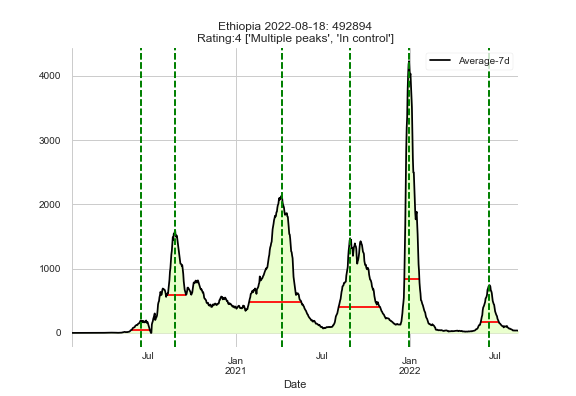 Ethiopia 2022-08-18: 492894
Rating:4 ['Multiple peaks', 'In control']
Average-7d
4000
3000
2000
1000
0
Jul
Jan
2021
Jul
Jan
2022
Jul
Date